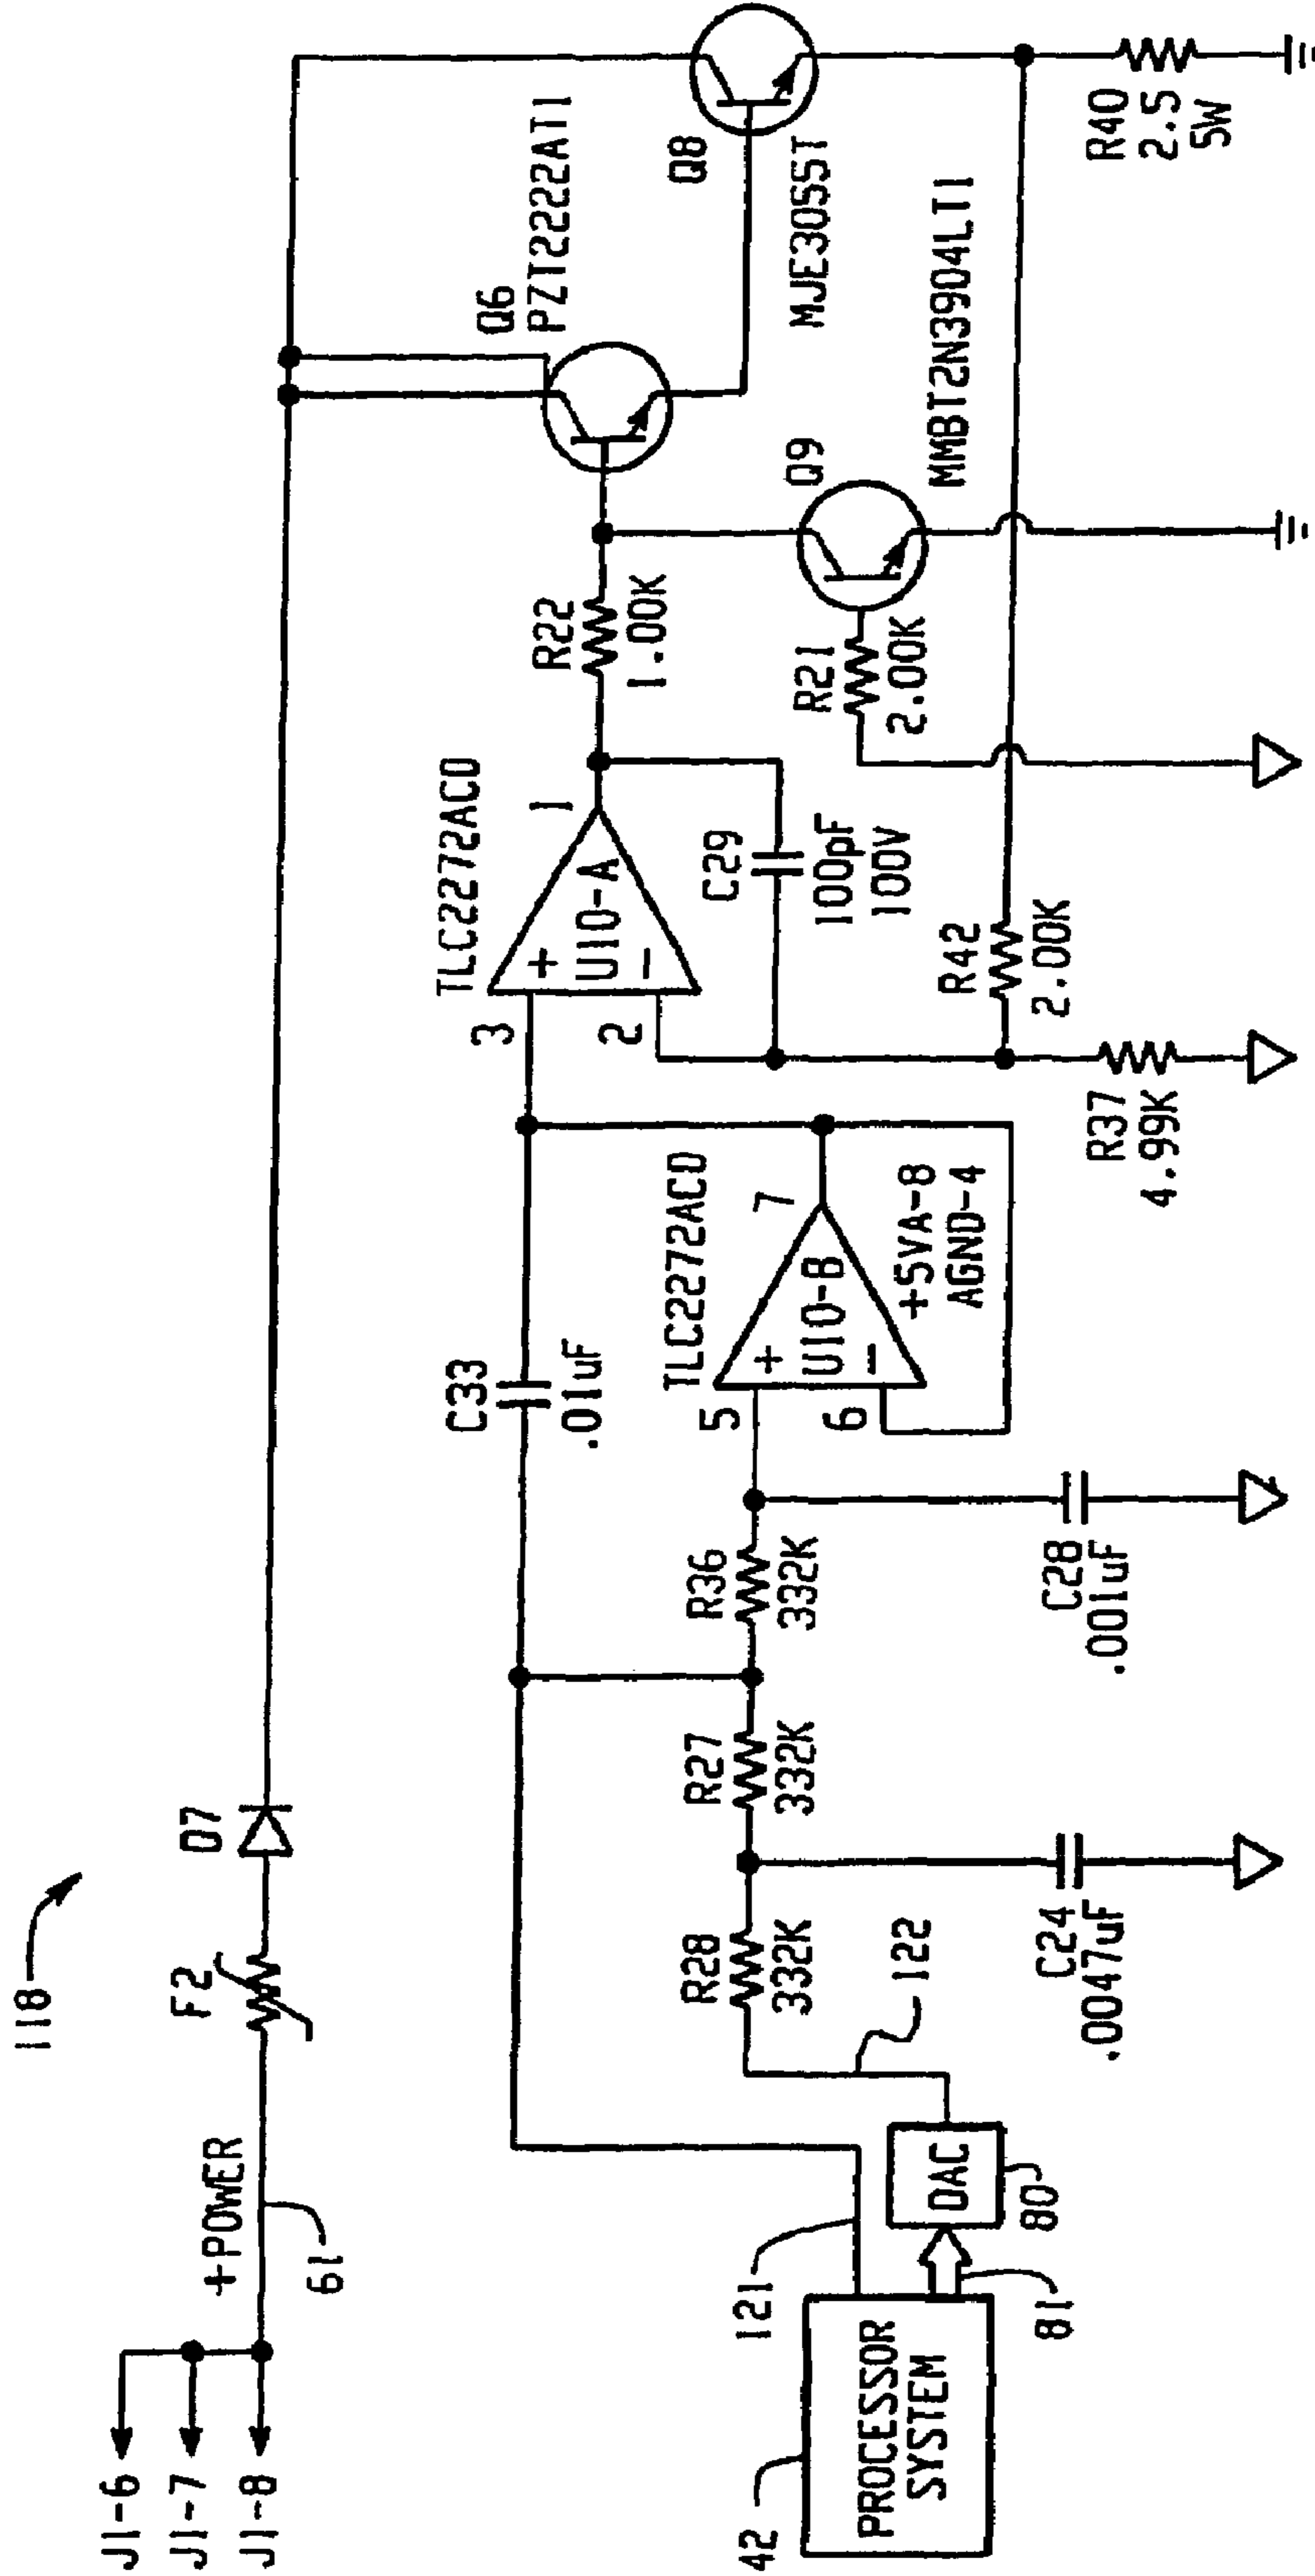 118
J1-6
J1-7
J1-8
+POWER
61
F2
D7
Q6
PZT2222AT1
Q8
MJE3055T
TLC2272ACD
3
2
+
U10-A
−
1
R22
1.00K
Q9
MMBT2N3904LT1
R21
2.00K
C29
100pF
100V
R42
2.00K
R40
2.5
5W
C33
.01uF
TLC2272ACD
5
6
+
U10-B
−
7
+5VA-8
AGND-4
R37
4.99K
R28
332K
R27
332K
R36
332K
C24
.0047uF
C28
.001uF
121
122
42
PROCESSOR
SYSTEM
81
DAC
80